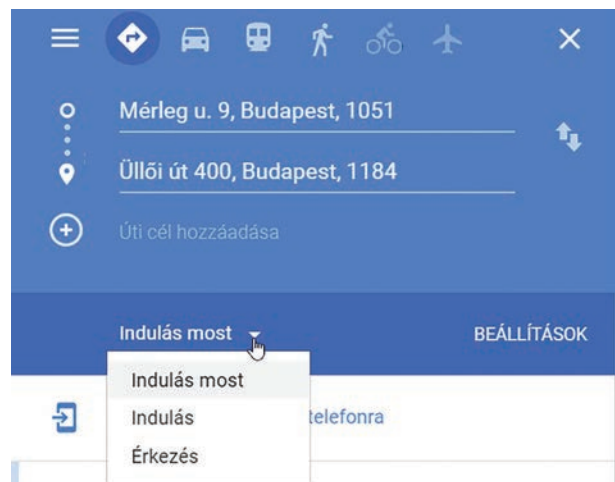 Mérleg u. 9, Budapest, 1051
Üllői út 400, Budapest, 1184
Úti cél hozzáadása
Indulás most
BEÁLLÍTÁSOK
Indulás most
Indulás
telefonra
Érkezés